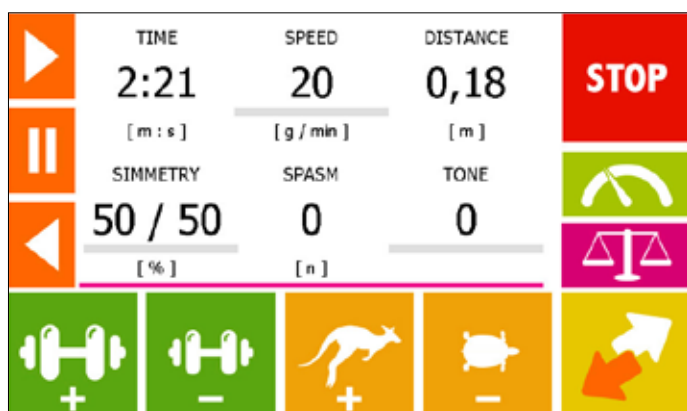 TIME SPEED DISTANCE
STOP
2:21 20 0,18
[ m : s ] [ g / min ] [ m ]
SIMMETRY SPASM TONE
50 / 50 0 0
[ % ] [ n ]
+ – + –